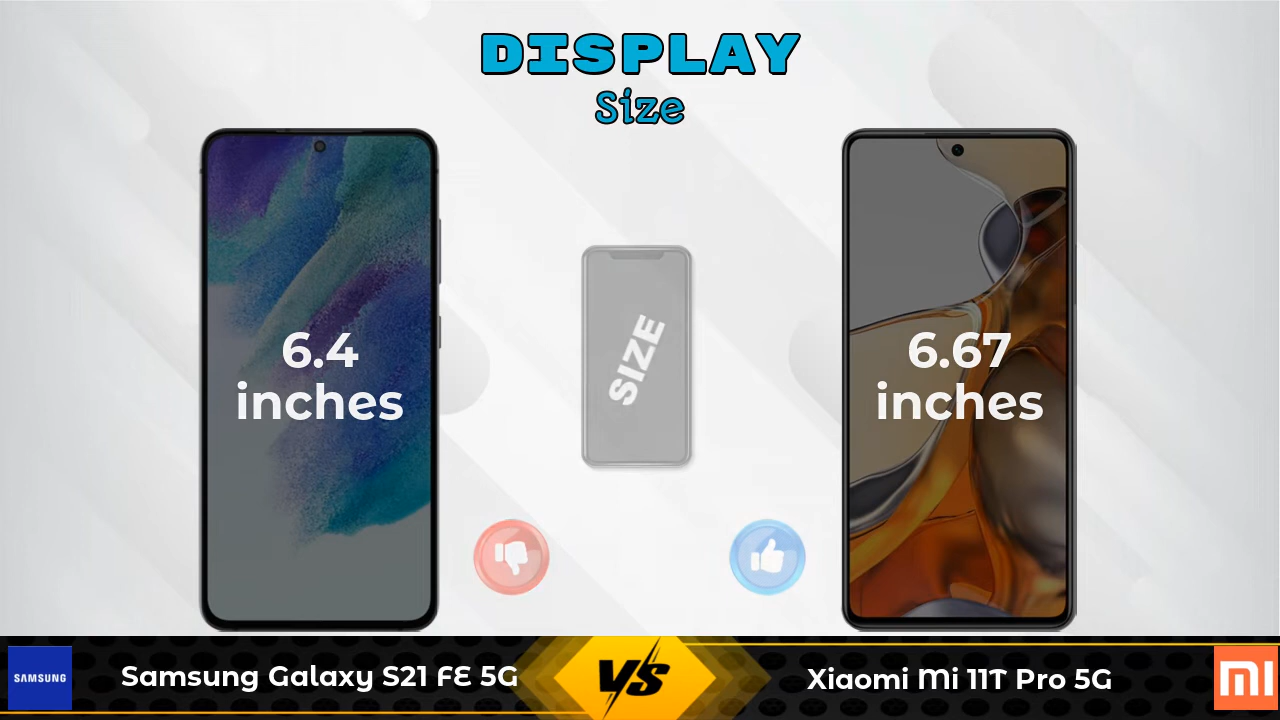 DISPLAY
Size
6.4
inches
SIZE
6.67
inches
SAMSUNG
Samsung Galaxy S21 FE 5G
VS
Xiaomi Mi 11T Pro 5G
MI